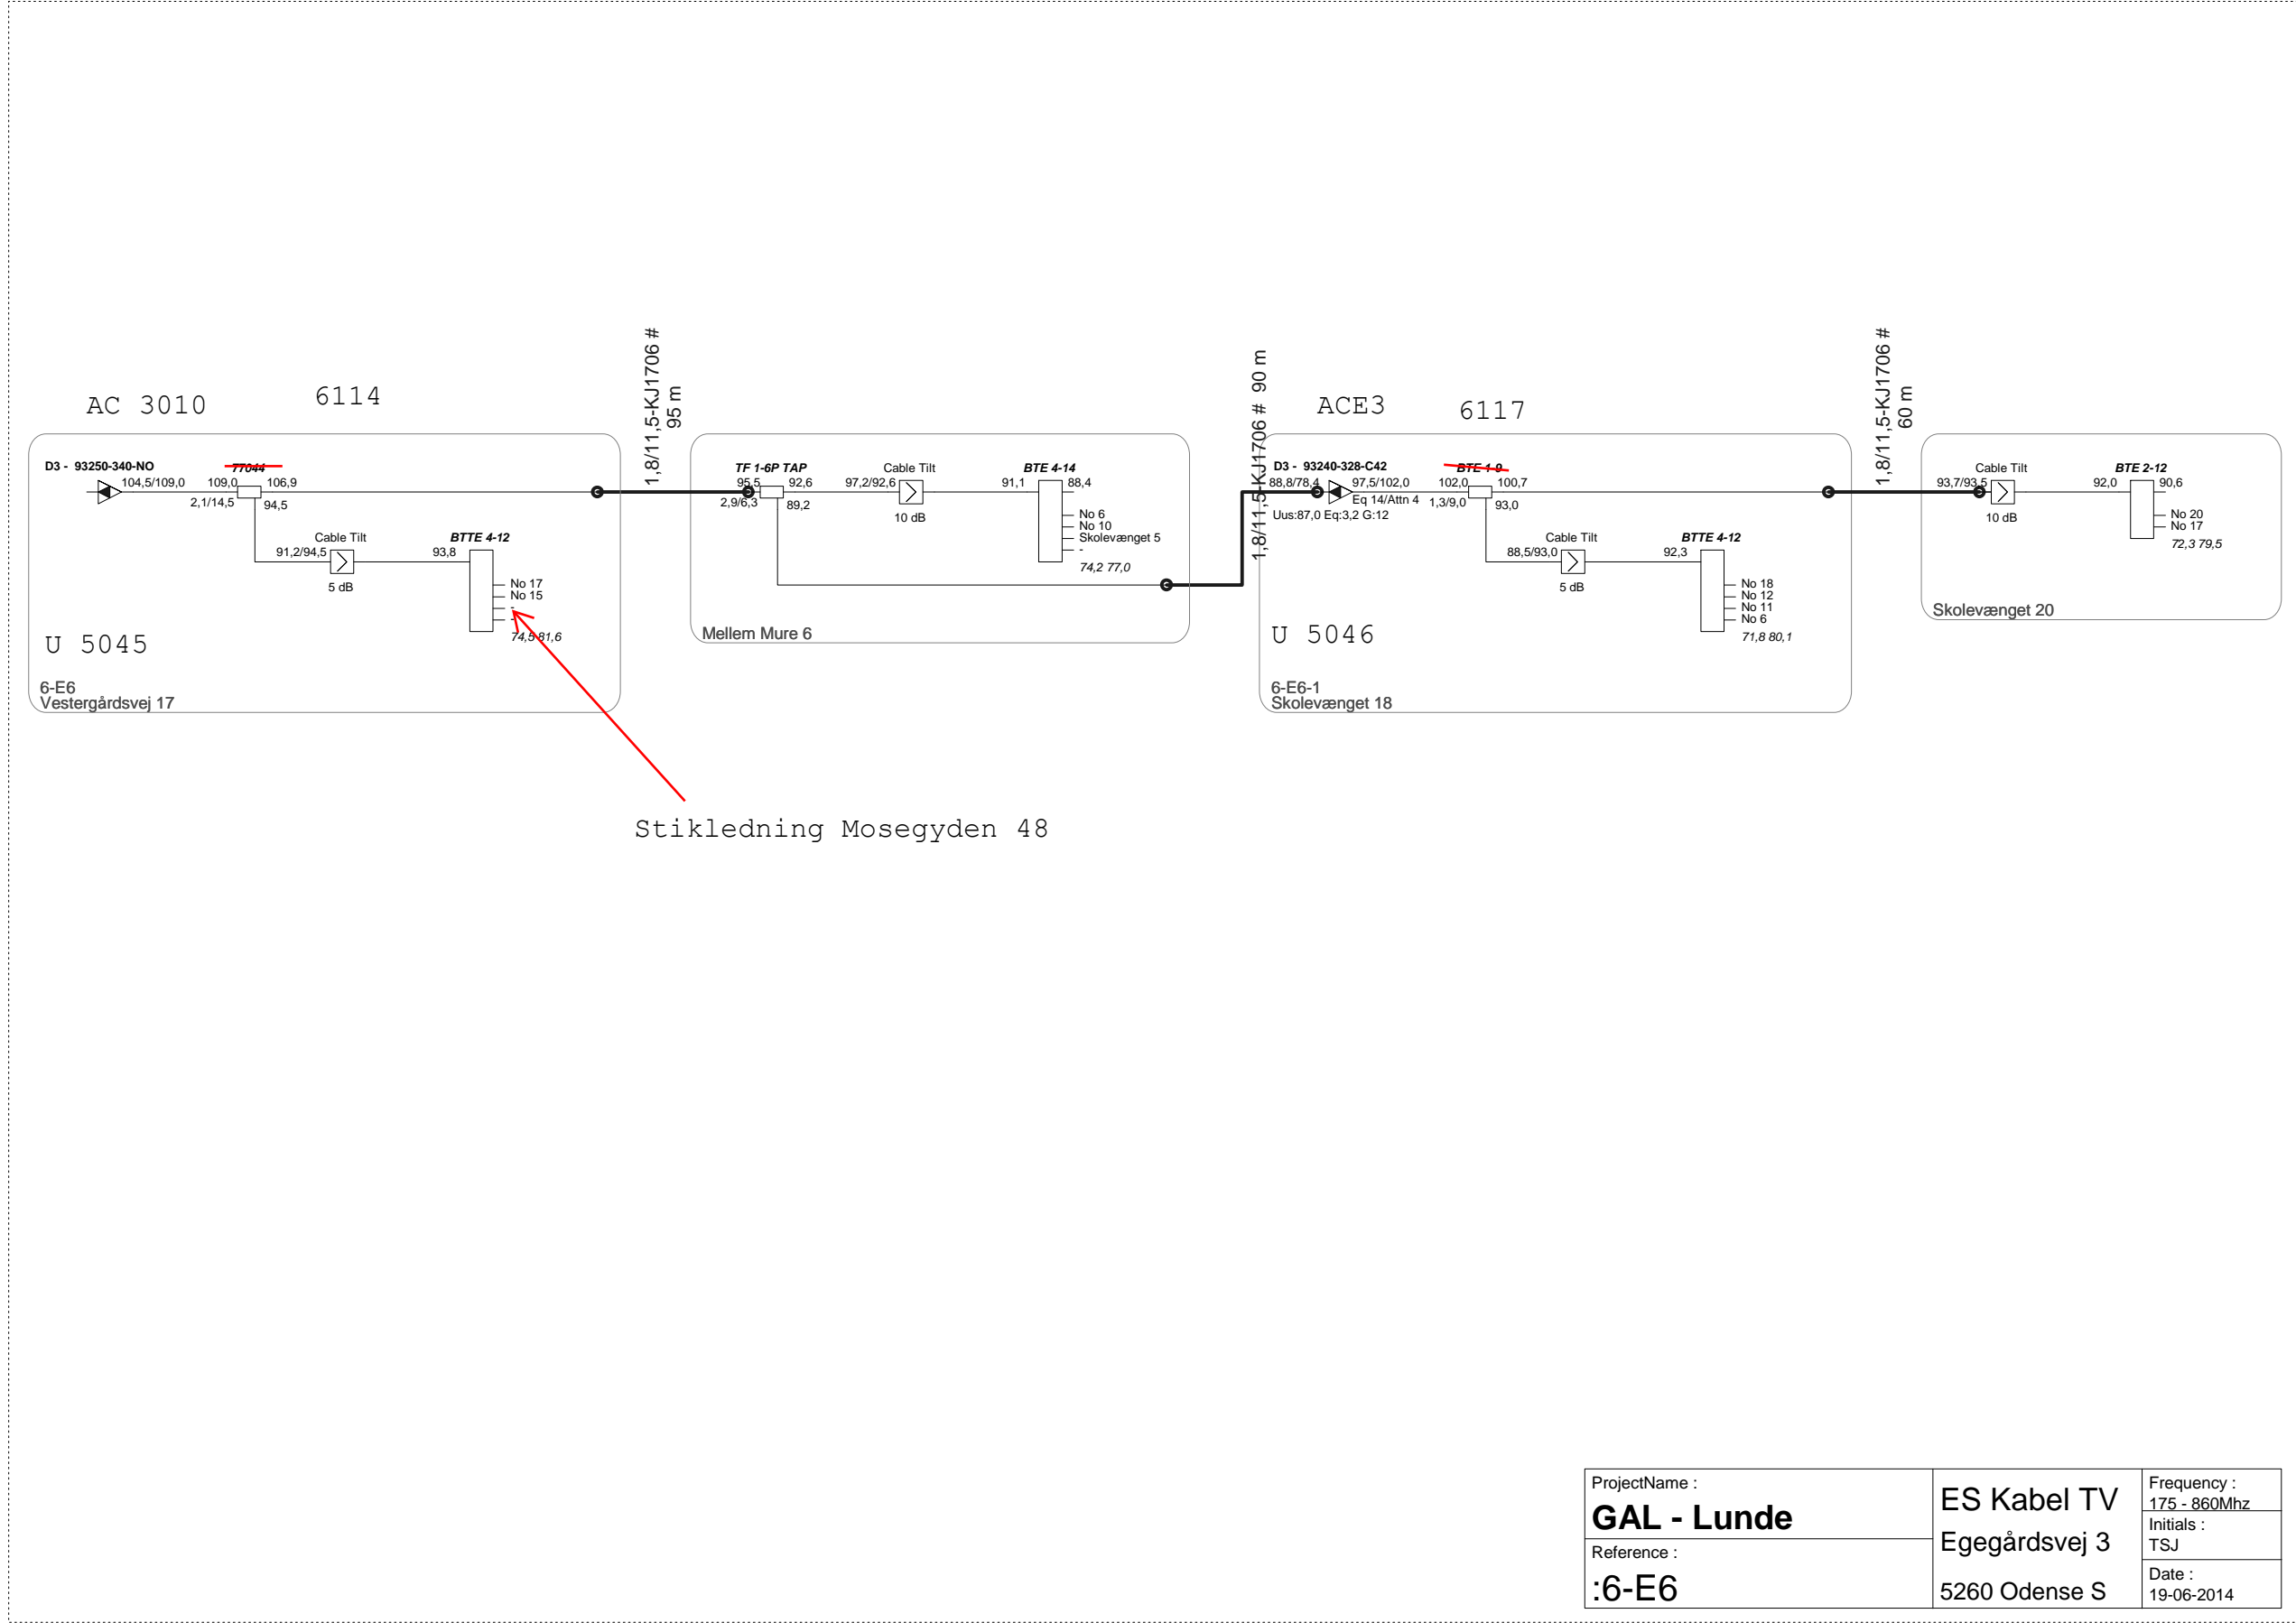 AC 3010
6114
1,8/11,5-KJ1706 #
95 m
1,8/11,5-KJ1706 # 90 m
ACE3
6117
1,8/11,5-KJ1706 #
60 m
D3 - 93250-340-NO
77044
104,5/109,0
109,0
106,9
2,1/14,5
94,5
Cable Tilt
91,2/94,5
5 dB
BTTE 4-12
93,8
No 17
No 15
-
-
74,5 81,6
U 5045
6-E6
Vestergårdsvej 17
TF 1-6P TAP
95,5
92,6
2,9/6,3
89,2
Cable Tilt
97,2/92,6
10 dB
BTE 4-14
91,1
88,4
No 6
No 10
Skolevænget 5
-
74,2 77,0
Mellem Mure 6
D3 - 93240-328-C42
88,8/78,4
97,5/102,0
Eq 14/Attn 4
Uus:87,0 Eq:3,2 G:12
BTE 1-9
102,0
100,7
1,3/9,0
93,0
Cable Tilt
88,5/93,0
5 dB
BTTE 4-12
92,3
No 18
No 12
No 11
No 6
71,8 80,1
U 5046
6-E6-1
Skolevænget 18
Cable Tilt
93,7/93,5
10 dB
BTE 2-12
92,0
90,6
No 20
No 17
72,3 79,5
Skolevænget 20
Stikledning Mosegyden 48
ProjectName :
GAL - Lunde
Reference :
:6-E6
ES Kabel TV
Egegårdsvej 3
5260 Odense S
Frequency :
175 - 860Mhz
Initials :
TSJ
Date :
19-06-2014